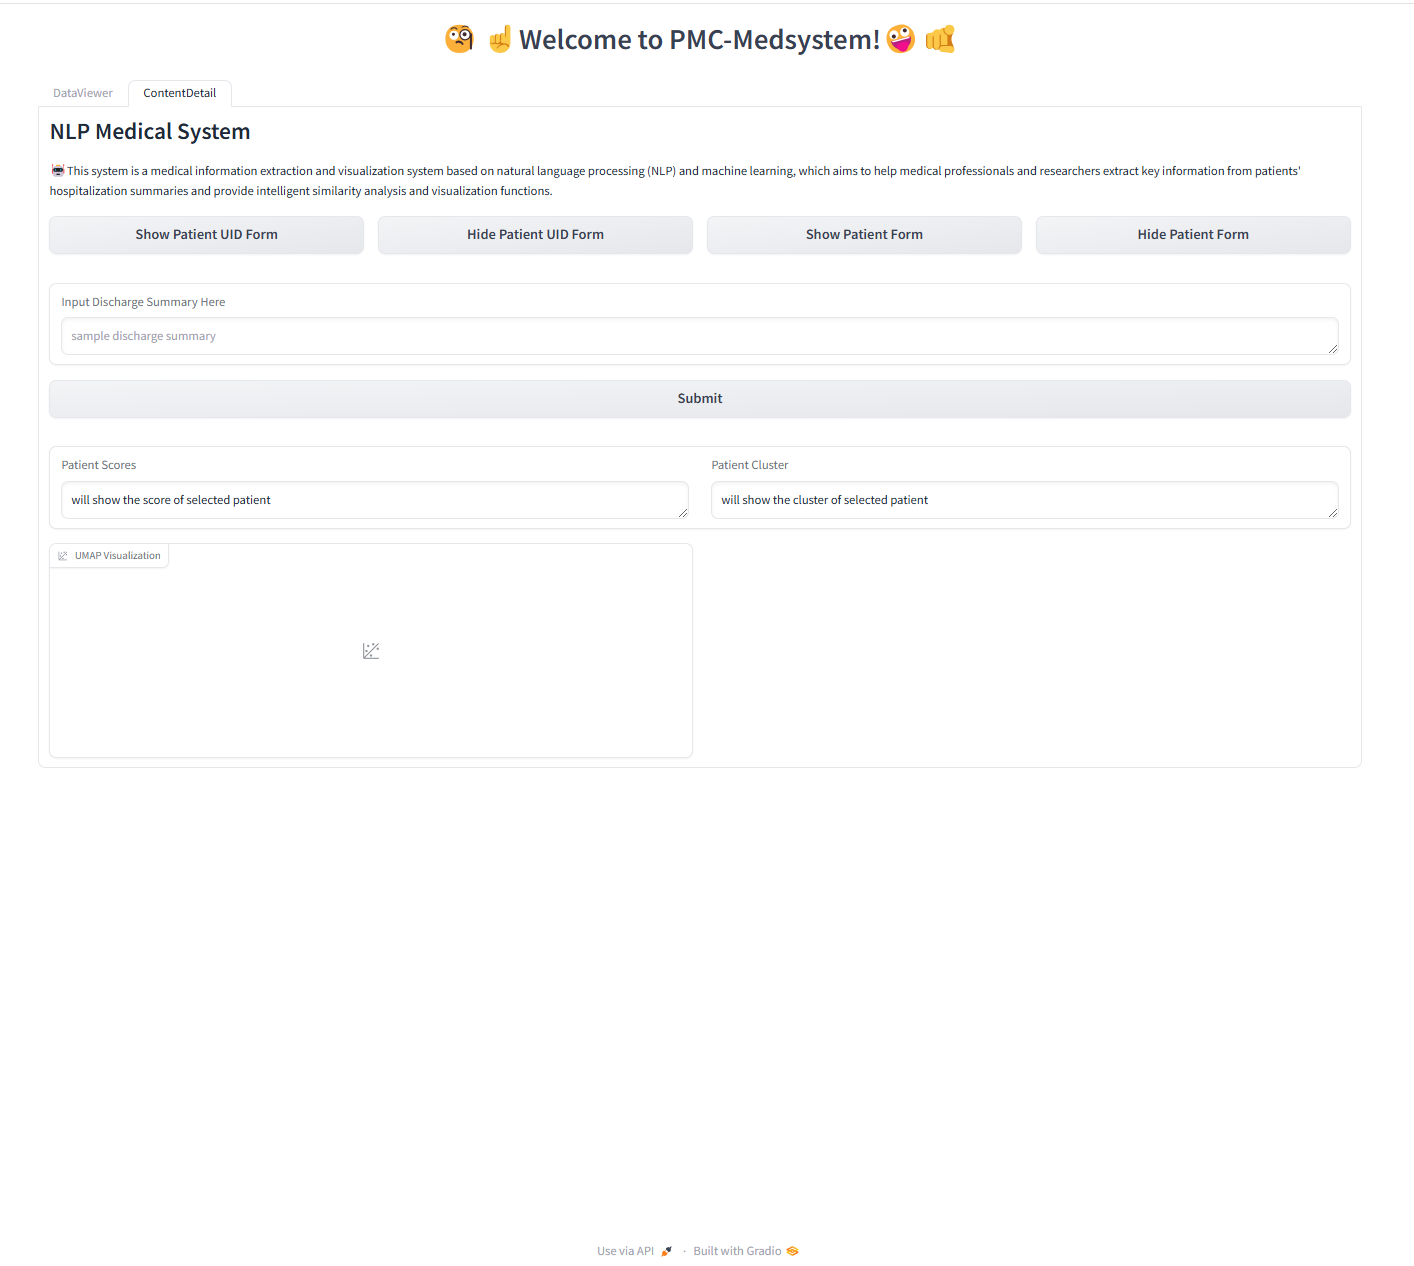 Welcome to PMC-Medsystem!
DataViewer
ContentDetail
NLP Medical System
This system is a medical information extraction and visualization system based on natural language processing (NLP) and machine learning, which aims to help medical professionals and researchers extract key information from patients'
hospitalization summaries and provide intelligent similarity analysis and visualization functions.
Show Patient UID Form
Hide Patient UID Form
Show Patient Form
Hide Patient Form
Input Discharge Summary Here
sample discharge summary
Submit
Patient Scores
will show the score of selected patient
Patient Cluster
will show the cluster of selected patient
UMAP Visualization
Use via API · Built with Gradio